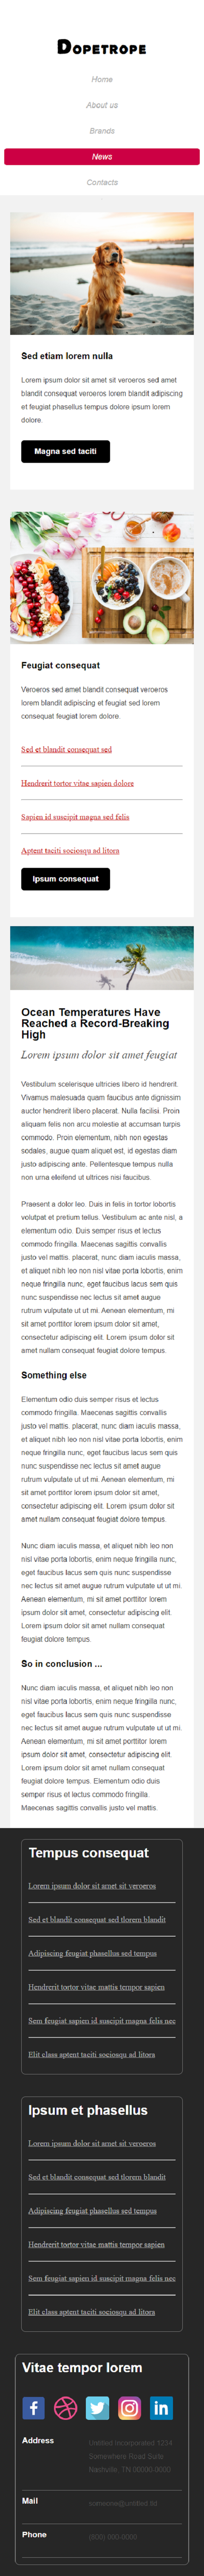 Dopetrope
Home
About us
Brands
News
Contacts
Sed etiam lorem nulla
Lorem ipsum dolor sit amet sit veroeros sed amet
blandit consequat veroeros lorem blandit adipiscing
et feugiat phasellus tempus dolore ipsum lorem
dolore.
Magna sed taciti
Feugiat consequat
Veroeros sed amet blandit consequat veroeros
lorem blandit adipiscing et feugiat sed lorem
consequat feugiat lorem dolore.
Sed et blandit consequat sed
Hendrerit tortor vitae sapien dolore
Sapien id suscipit magna sed felis
Aptent taciti sociosqu ad litora
Ipsum consequat
Ocean Temperatures Have
Reached a Record-Breaking
High
Lorem ipsum dolor sit amet feugiat
Vestibulum scelerisque ultricies libero id hendrerit.
Vivamus malesuada quam faucibus ante dignissim
auctor hendrerit libero placerat. Nulla facilisi. Proin
aliquam felis non arcu molestie at accumsan turpis
commodo. Proin elementum, nibh non egestas
sodales, augue quam aliquet est, id egestas diam
justo adipiscing ante. Pellentesque tempus nulla
non urna eleifend ut ultrices nisi faucibus.
Praesent a dolor leo. Duis in felis in tortor lobortis
volutpat et pretium tellus. Vestibulum ac ante nisl, a
elementum odio. Duis semper risus et lectus
commodo fringilla. Maecenas sagittis convallis
justo vel mattis. placerat, nunc diam iaculis massa,
et aliquet nibh leo non nisl vitae porta lobortis, enim
neque fringilla nunc, eget faucibus lacus sem quis
nunc suspendisse nec lectus sit amet augue
rutrum vulputate ut ut mi. Aenean elementum, mi
sit amet porttitor lorem ipsum dolor sit amet,
consectetur adipiscing elit. Lorem ipsum dolor sit
amet nullam consequat feugiat dolore tempus.
Something else
Elementum odio duis semper risus et lectus
commodo fringilla. Maecenas sagittis convallis
justo vel mattis. placerat, nunc diam iaculis massa,
et aliquet nibh leo non nisl vitae porta lobortis, enim
neque fringilla nunc, eget faucibus lacus sem quis
nunc suspendisse nec lectus sit amet augue
rutrum vulputate ut ut mi. Aenean elementum, mi
sit amet porttitor lorem ipsum dolor sit amet,
consectetur adipiscing elit. Lorem ipsum dolor sit
amet nullam consequat feugiat dolore tempus.
Nunc diam iaculis massa, et aliquet nibh leo non
nisl vitae porta lobortis, enim neque fringilla nunc,
eget faucibus lacus sem quis nunc suspendisse
nec lectus sit amet augue rutrum vulputate ut ut mi.
Aenean elementum, mi sit amet porttitor lorem
ipsum dolor sit amet, consectetur adipiscing elit.
Lorem ipsum dolor sit amet nullam consequat
feugiat dolore tempus.
So in conclusion ...
Nunc diam iaculis massa, et aliquet nibh leo non
nisl vitae porta lobortis, enim neque fringilla nunc,
eget faucibus lacus sem quis nunc suspendisse
nec lectus sit amet augue rutrum vulputate ut ut mi.
Aenean elementum, mi sit amet porttitor lorem
ipsum dolor sit amet, consectetur adipiscing elit.
Lorem ipsum dolor sit amet nullam consequat
feugiat dolore tempus. Elementum odio duis
semper risus et lectus commodo fringilla.
Maecenas sagittis convallis justo vel mattis.
Tempus consequat
Lorem ipsum dolor sit amet sit veroeros
Sed et blandit consequat sed tlorem blandit
Adipiscing feugiat phasellus sed tempus
Hendrerit tortor vitae mattis tempor sapien
Sem feugiat sapien id suscipit magna felis nec
Elit class aptent taciti sociosqu ad litora
Ipsum et phasellus
Lorem ipsum dolor sit amet sit veroeros
Sed et blandit consequat sed tlorem blandit
Adipiscing feugiat phasellus sed tempus
Hendrerit tortor vitae mattis tempor sapien
Sem feugiat sapien id suscipit magna felis nec
Elit class aptent taciti sociosqu ad litora
Vitae tempor lorem
Address
Untitled Incorporated 1234
Somewhere Road Suite
Nashville, TN 00000-0000
Mail
someone@untitled.tld
Phone
(800) 000-0000